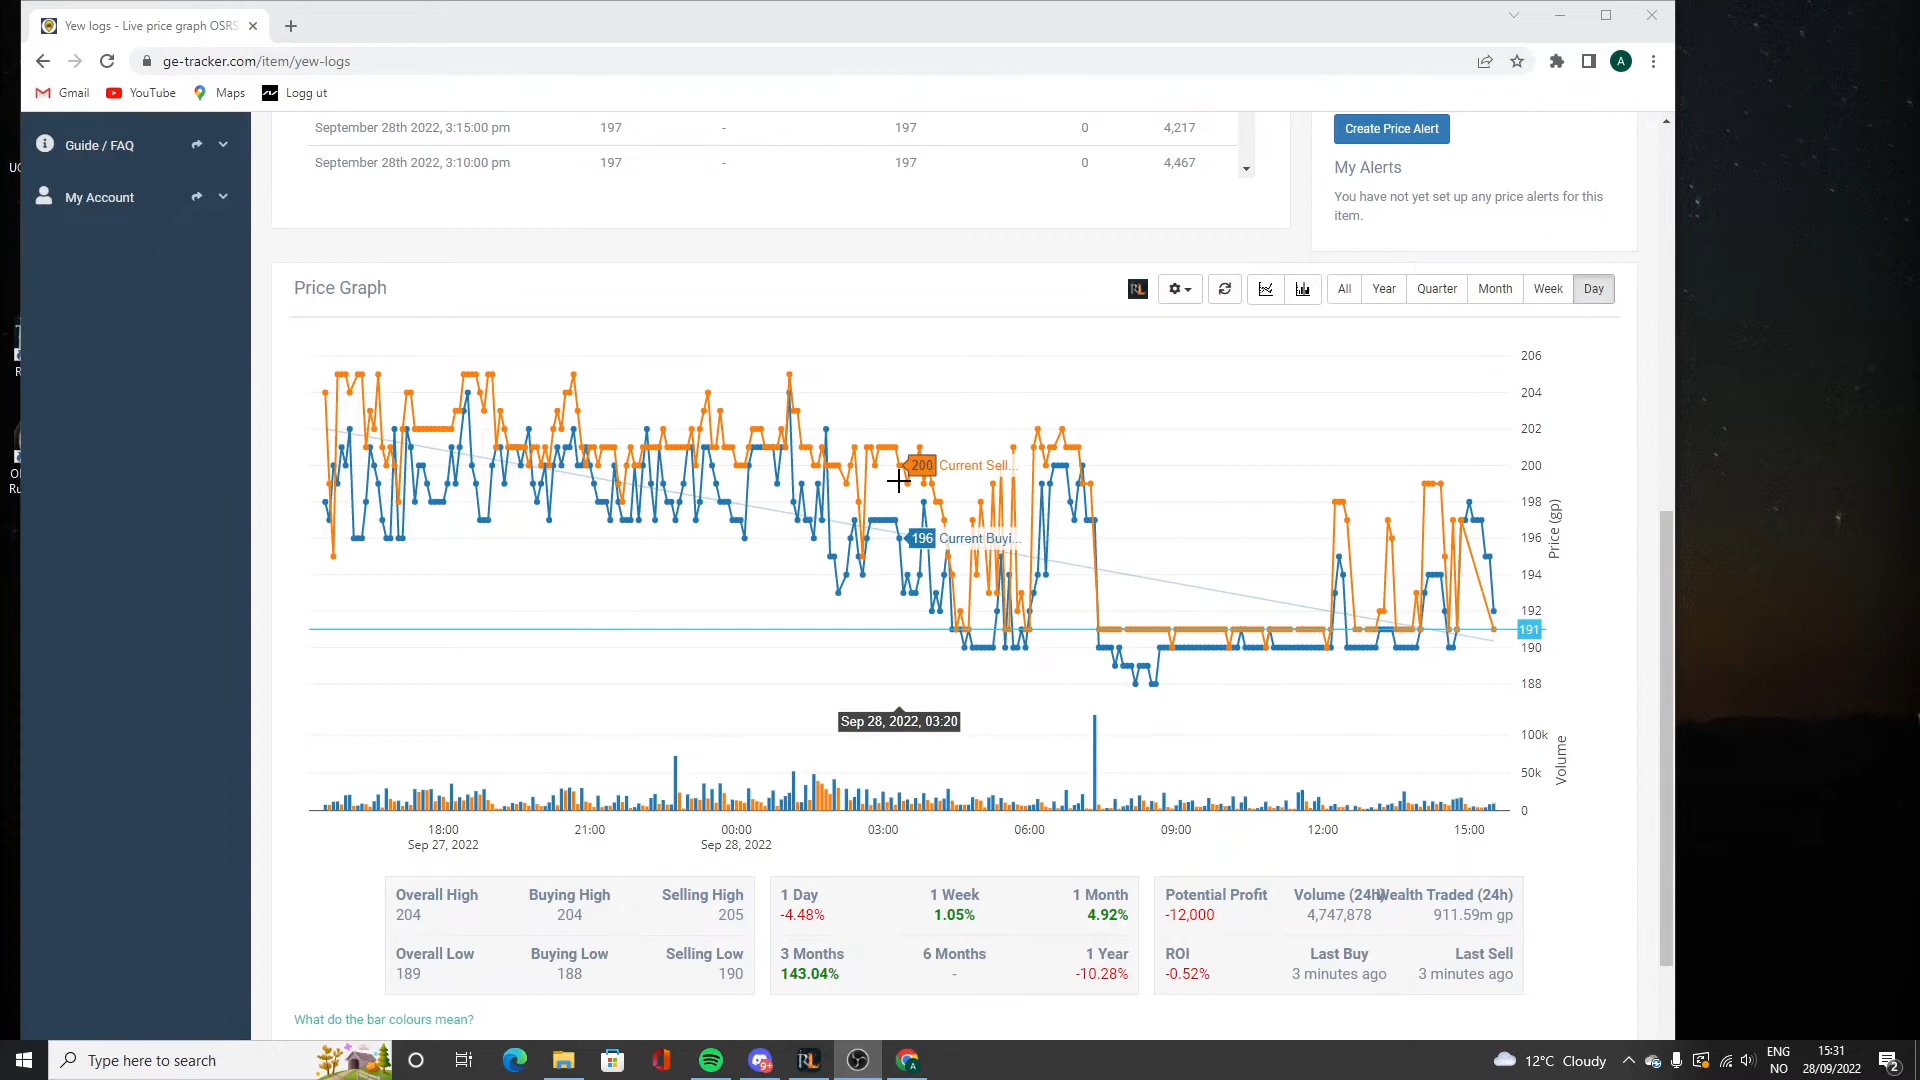 Yew logs - Live price graph OSRS
ge-tracker.com/item/yew-logs
A
Gmail
YouTube
Maps
Logg ut
Guide / FAQ
My Account
September 28th 2022, 3:15:00 pm 197 - 197 0 4,217
September 28th 2022, 3:10:00 pm 197 - 197 0 4,467
Create Price Alert
My Alerts
You have not yet set up any price alerts for this
item.
Price Graph
RL
All Year Quarter Month Week Day
206
204
202
200
198
196
194
192
191
190
188
Price (gp)
200 Current Sell...
196 Current Buyi...
Sep 28, 2022, 03:20
100k
50k
0
Volume
18:00 21:00 00:00 03:00 06:00 09:00 12:00 15:00
Sep 27, 2022 Sep 28, 2022
Overall High Buying High Selling High
204 204 205
Overall Low Buying Low Selling Low
189 188 190
1 Day 1 Week 1 Month
-4.48% 1.05% 4.92%
3 Months 6 Months 1 Year
143.04% - -10.28%
Potential Profit Volume (24h) Wealth Traded (24h)
-12,000 4,747,878 911.59m gp
ROI Last Buy Last Sell
-0.52% 3 minutes ago 3 minutes ago
What do the bar colours mean?
Type here to search
9+
RL
A
12°C Cloudy
ENG
NO
15:31
28/09/2022
2